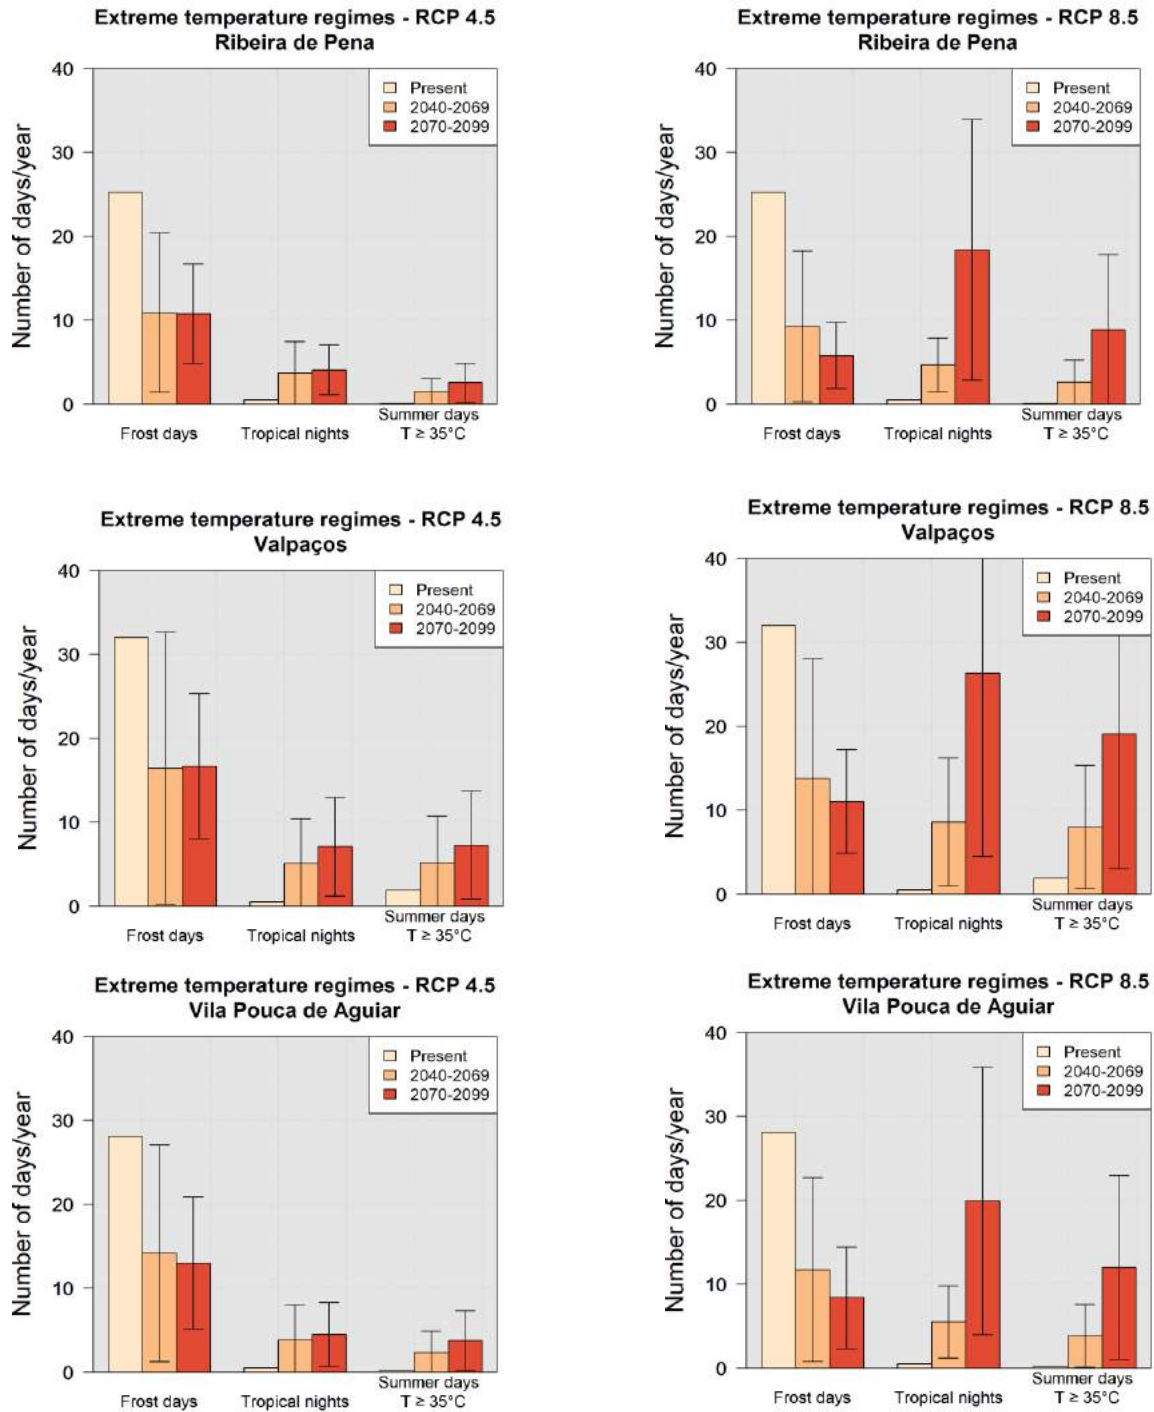 Extreme temperature regimes - RCP 4.5
Ribeira de Pena
Number of days/year
40
30
20
10
0
Present
2040-2069
2070-2099
Frost days
Tropical nights
Summer days
T ≥ 35°C
Extreme temperature regimes - RCP 8.5
Ribeira de Pena
Number of days/year
40
30
20
10
0
Present
2040-2069
2070-2099
Frost days
Tropical nights
Summer days
T ≥ 35°C
Extreme temperature regimes - RCP 4.5
Valpaços
Number of days/year
40
30
20
10
0
Present
2040-2069
2070-2099
Frost days
Tropical nights
Summer days
T ≥ 35°C
Extreme temperature regimes - RCP 8.5
Valpaços
Number of days/year
40
30
20
10
0
Present
2040-2069
2070-2099
Frost days
Tropical nights
Summer days
T ≥ 35°C
Extreme temperature regimes - RCP 4.5
Vila Pouca de Aguiar
Number of days/year
40
30
20
10
0
Present
2040-2069
2070-2099
Frost days
Tropical nights
Summer days
T ≥ 35°C
Extreme temperature regimes - RCP 8.5
Vila Pouca de Aguiar
Number of days/year
40
30
20
10
0
Present
2040-2069
2070-2099
Frost days
Tropical nights
Summer days
T ≥ 35°C